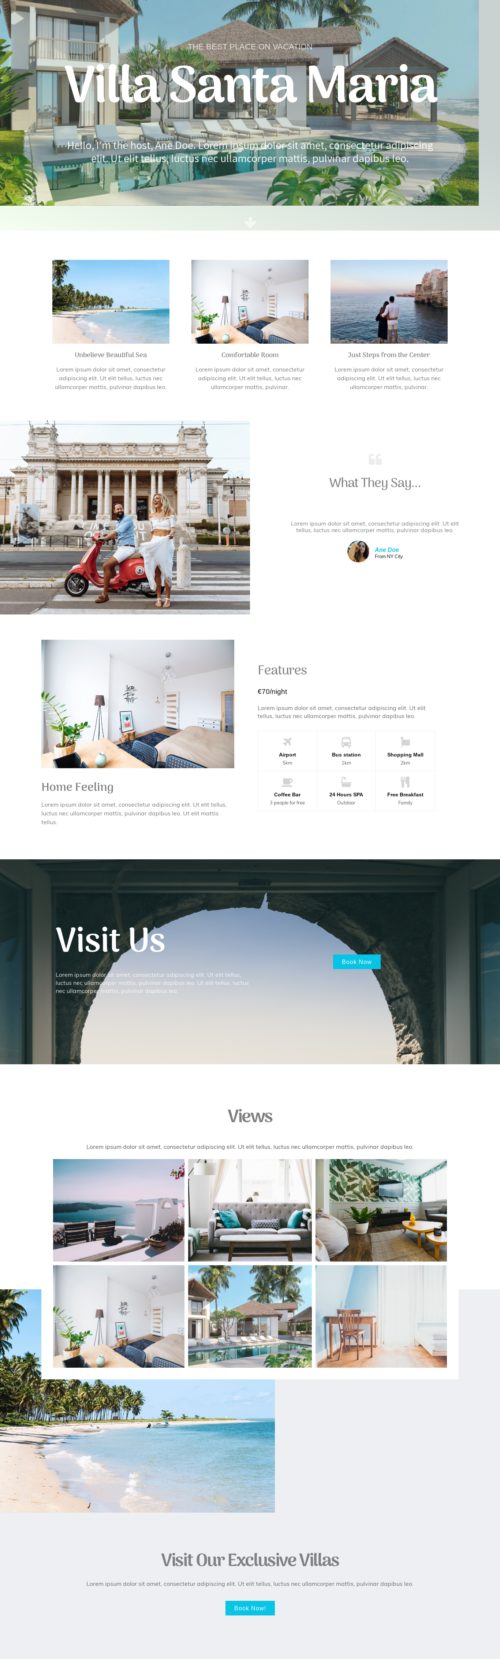 THE BEST PLACE ON VACATION
Villa Santa Maria
Hello, I'm the host, Ane Doe. Lorem ipsum dolor sit amet, consectetur adipiscing
elit. Ut elit tellus, luctus nec ullamcorper mattis, pulvinar dapibus leo.
Unbelieve Beautiful Sea
Lorem ipsum dolor sit amet, consectetur
adipiscing elit. Ut elit tellus, luctus nec
ullamcorper mattis, pulvinar dapibus leo.
Comfortable Room
Lorem ipsum dolor sit amet, consectetur
adipiscing elit. Ut elit tellus, luctus nec
ullamcorper mattis, pulvinar.
Just Steps from the Center
Lorem ipsum dolor sit amet, consectetur
adipiscing elit. Ut elit tellus, luctus nec
ullamcorper mattis, pulvinar.
What They Say...
Lorem ipsum dolor sit amet, consectetur adipiscing elit. Ut elit
tellus, luctus nec ullamcorper mattis, pulvinar dapibus leo.
Ane Doe
From NY City
Home Feeling
Lorem ipsum dolor sit amet, consectetur adipiscing elit. Ut elit tellus,
luctus nec ullamcorper mattis, pulvinar dapibus leo. Ut elit mattis
tellus.
Features
€70/night
Lorem ipsum dolor sit amet, consectetur adipiscing elit. Ut elit
tellus, luctus nec ullamcorper mattis, pulvinar dapibus leo.
Airport
5km
Bus station
1km
Shopping Mall
2km
Coffee Bar
3 people for free
24 Hours SPA
Outdoor
Free Breakfast
Family
Visit Us
Lorem ipsum dolor sit amet, consectetur adipiscing elit. Ut elit tellus,
luctus nec ullamcorper mattis, pulvinar dapibus leo. Ut elit tellus, luctus
nec ullamcorper mattis, pulvinar dapibus leo.
Book Now
Views
Lorem ipsum dolor sit amet, consectetur adipiscing elit. Ut elit tellus, luctus nec ullamcorper mattis, pulvinar dapibus leo.
Visit Our Exclusive Villas
Lorem ipsum dolor sit amet, consectetur adipiscing elit. Ut elit tellus, luctus nec ullamcorper mattis, pulvinar dapibus leo.
Book Now!